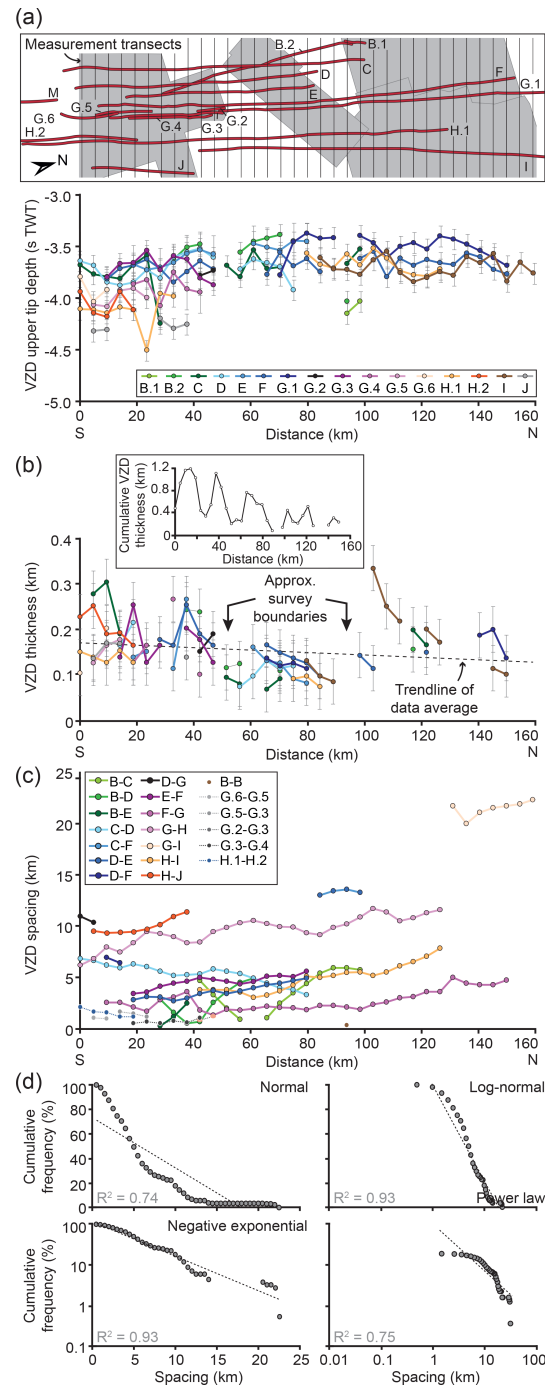 (a)
Measurement transects
B.2
B.1
C
D
E
F
G.1
M
G.5
G.6
G.4
G.3
G.2
H.2
H.1
N
J
I
VZD upper tip depth (s TWT)
-3.0
-3.5
-4.0
-4.5
-5.0
B.1 B.2 C D E F G.1 G.2 G.3 G.4 G.5 G.6 H.1 H.2 I J
0 20 40 60 80 100 120 140 160
S Distance (km) N
(b)
Cumulative VZD
thickness (km)
1.2
0.8
0.4
0
0 40 80 120 160
Distance (km)
VZD thickness (km)
0.4
0.3
0.2
0.1
0
Approx.
survey
boundaries
Trendline of
data average
0 20 40 60 80 100 120 140 160
S Distance (km) N
(c)
VZD spacing (km)
25
20
15
10
5
0
B-C D-G B-B
B-D E-F G.6-G.5
B-E F-G G.5-G.3
C-D G-H G.2-G.3
C-F G-I G.3-G.4
D-E H-I H.1-H.2
D-F H-J
0 20 40 60 80 100 120 140 160
S Distance (km) N
(d)
Cumulative
frequency (%)
100
80
60
40
20
0
Normal
R² = 0.74
Log-normal
R² = 0.93
Cumulative
frequency (%)
100
10
1
0.1
Negative exponential
R² = 0.93
Power law
R² = 0.75
0 5 10 15 20 25
Spacing (km)
0.01 0.1 1 10 100
Spacing (km)